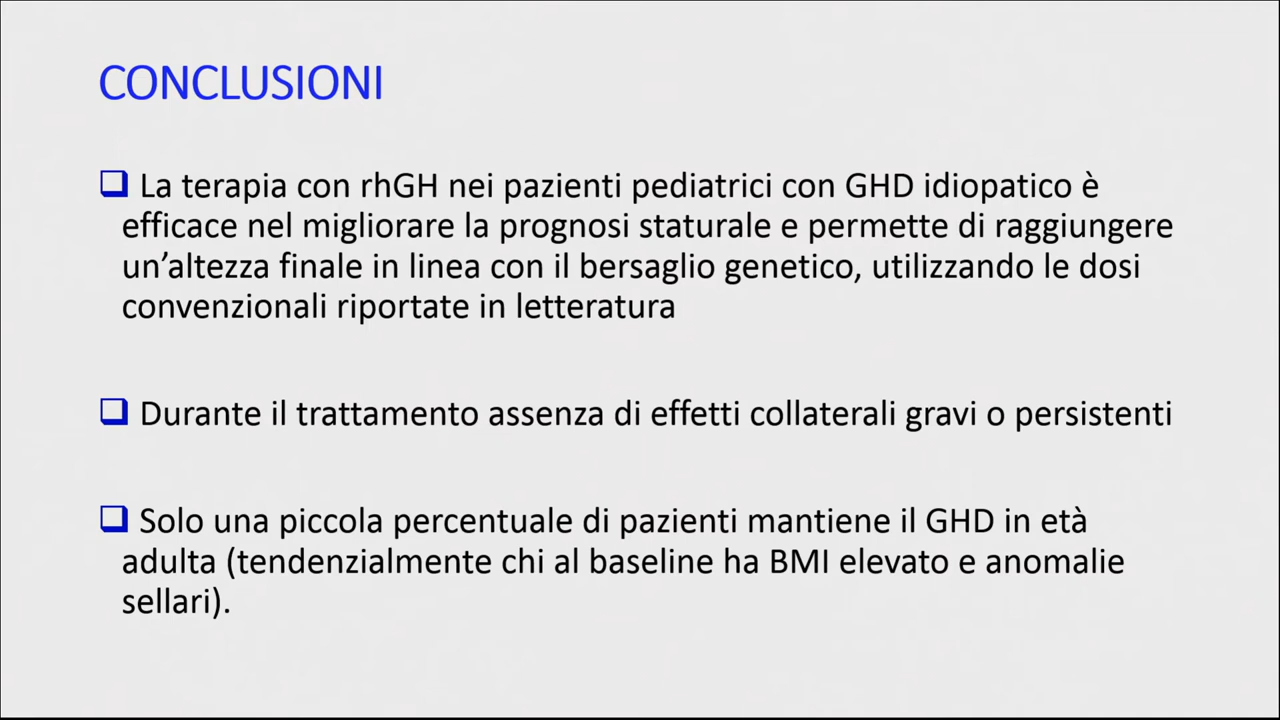 CONCLUSIONI
❑ La terapia con rhGH nei pazienti pediatrici con GHD idiopatico è
efficace nel migliorare la prognosi staturale e permette di raggiungere
un’altezza finale in linea con il bersaglio genetico, utilizzando le dosi
convenzionali riportate in letteratura
❑ Durante il trattamento assenza di effetti collaterali gravi o persistenti
❑ Solo una piccola percentuale di pazienti mantiene il GHD in età
adulta (tendenzialmente chi al baseline ha BMI elevato e anomalie
sellari).